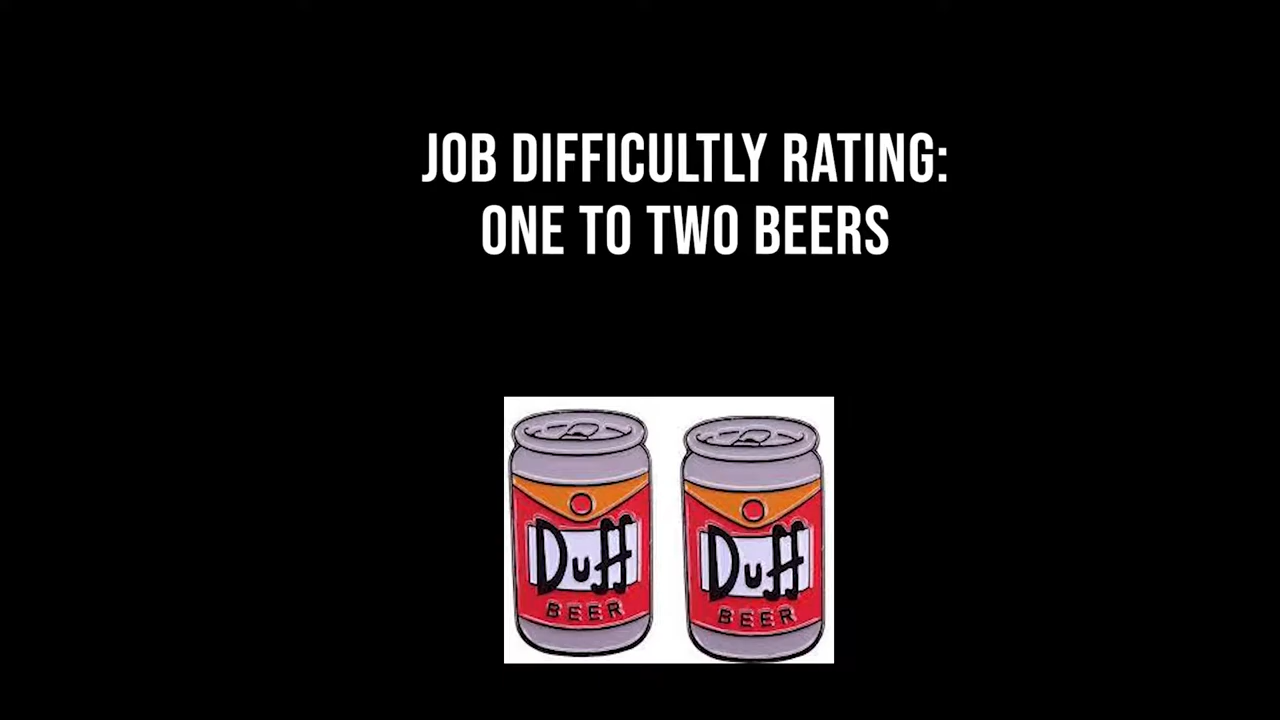 JOB DIFFICULTLY RATING:
ONE TO TWO BEERS
Duff Duff
BEER BEER